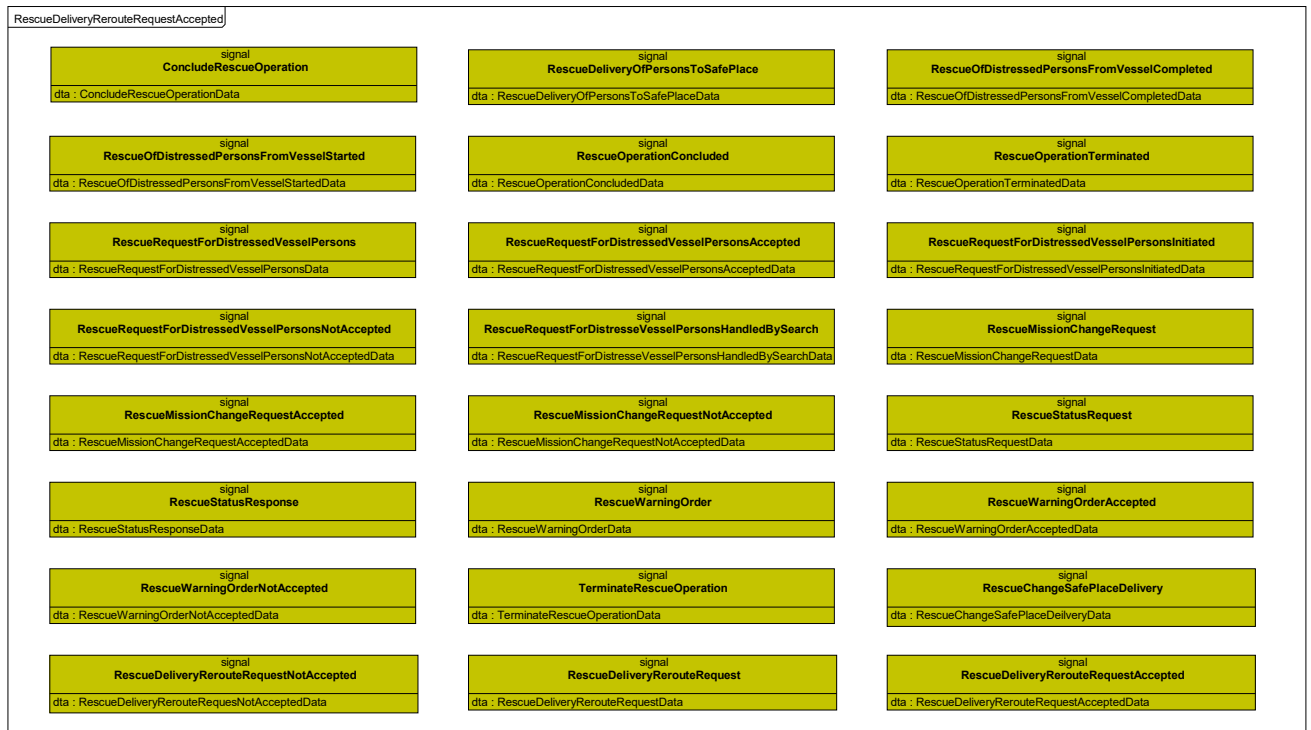 RescueDeliveryRerouteRequestAccepted
signal
ConcludeRescueOperation
dta : ConcludeRescueOperationData
signal
RescueDeliveryOfPersonsToSafePlace
dta : RescueDeliveryOfPersonsToSafePlaceData
signal
RescueOfDistressedPersonsFromVesselCompleted
dta : RescueOfDistressedPersonsFromVesselCompletedData
signal
RescueOfDistressedPersonsFromVesselStarted
dta : RescueOfDistressedPersonsFromVesselStartedData
signal
RescueOperationConcluded
dta : RescueOperationConcludedData
signal
RescueOperationTerminated
dta : RescueOperationTerminatedData
signal
RescueRequestForDistressedVesselPersons
dta : RescueRequestForDistressedVesselPersonsData
signal
RescueRequestForDistressedVesselPersonsAccepted
dta : RescueRequestForDistressedVesselPersonsAcceptedData
signal
RescueRequestForDistressedVesselPersonsInitiated
dta : RescueRequestForDistressedVesselPersonsInitiatedData
signal
RescueRequestForDistressedVesselPersonsNotAccepted
dta : RescueRequestForDistressedVesselPersonsNotAcceptedData
signal
RescueRequestForDistresseVesselPersonsHandledBySearch
dta : RescueRequestForDistresseVesselPersonsHandledBySearchData
signal
RescueMissionChangeRequest
dta : RescueMissionChangeRequestData
signal
RescueMissionChangeRequestAccepted
dta : RescueMissionChangeRequestAcceptedData
signal
RescueMissionChangeRequestNotAccepted
dta : RescueMissionChangeRequestNotAcceptedData
signal
RescueStatusRequest
dta : RescueStatusRequestData
signal
RescueStatusResponse
dta : RescueStatusResponseData
signal
RescueWarningOrder
dta : RescueWarningOrderData
signal
RescueWarningOrderAccepted
dta : RescueWarningOrderAcceptedData
signal
RescueWarningOrderNotAccepted
dta : RescueWarningOrderNotAcceptedData
signal
TerminateRescueOperation
dta : TerminateRescueOperationData
signal
RescueChangeSafePlaceDelivery
dta : RescueChangeSafePlaceDeilveryData
signal
RescueDeliveryRerouteRequestNotAccepted
dta : RescueDeliveryRerouteRequesNotAcceptedData
signal
RescueDeliveryRerouteRequest
dta : RescueDeliveryRerouteRequestData
signal
RescueDeliveryRerouteRequestAccepted
dta : RescueDeliveryRerouteRequestAcceptedData